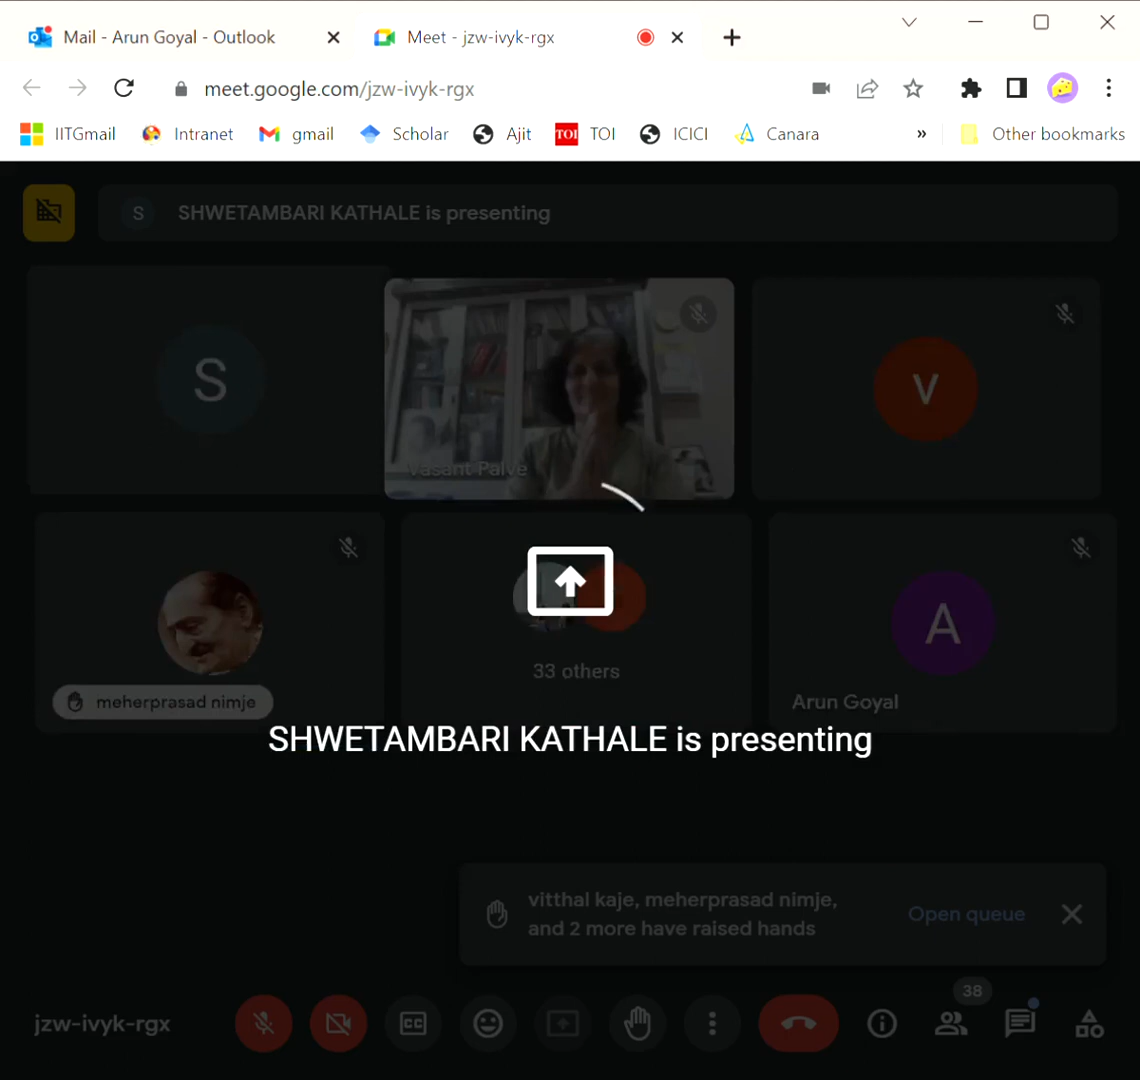 Mail - Arun Goyal - Outlook
Meet - jzw-ivyk-rgx
meet.google.com/jzw-ivyk-rgx
IITGmail
Intranet
gmail
Scholar
Ajit
TOI
TOI
ICICI
Canara
»
Other bookmarks
S
SHWETAMBARI KATHALE is presenting
S
Vasant Palve
V
meherprasad nimje
33 others
A
Arun Goyal
SHWETAMBARI KATHALE is presenting
vitthal kaje, meherprasad nimje,
and 2 more have raised hands
Open queue
jzw-ivyk-rgx
CC
38